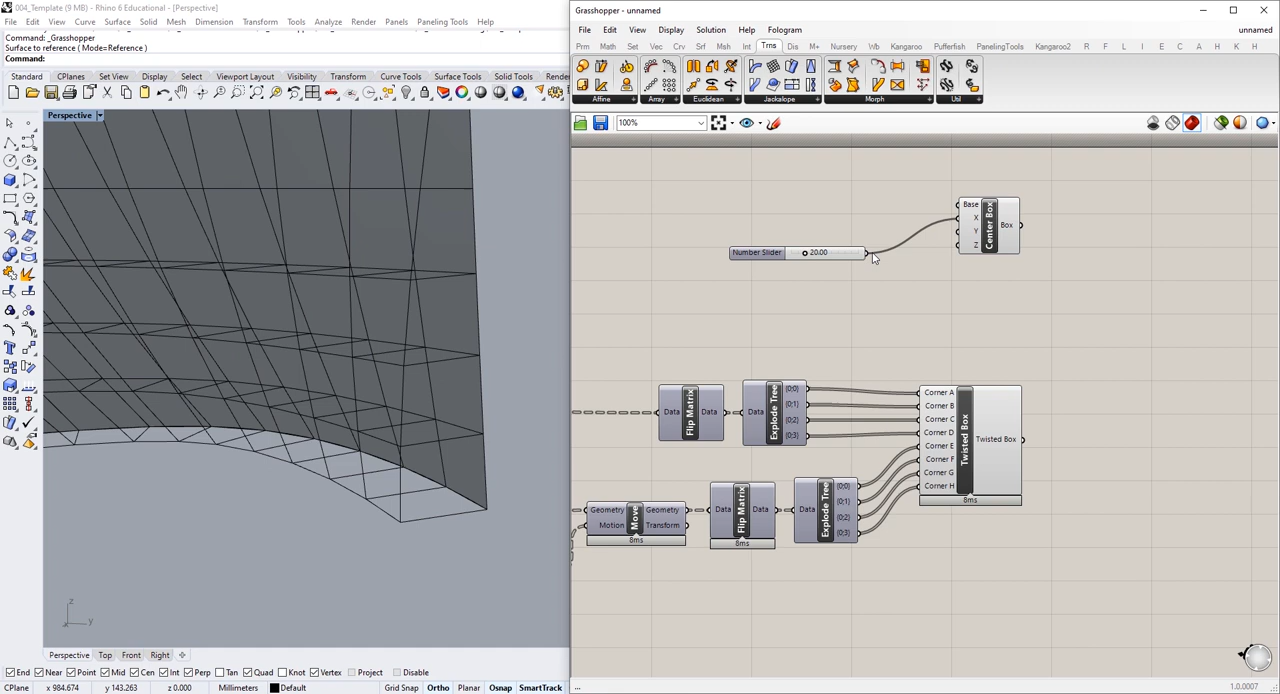 004_Template (9 MB) - Rhino 6 Educational - [Perspective]
File Edit View Curve Surface Solid Mesh Dimension Transform Tools Analyze Render Panels Paneling Tools Help
Command: _Grasshopper
Surface to reference ( Mode=Reference )
Command:
Standard CPlanes Set View Display Select Viewport Layout Visibility Transform Curve Tools Surface Tools Solid Tools Rende
Perspective
z
y
Perspective Top Front Right
End Near Point Mid Cen Int Perp Tan Quad Knot Vertex Project Disable
CPlane x 984.674 y 143.263 z 0.000 Millimeters Default Grid Snap Ortho Planar Osnap SmartTrack
Grasshopper - unnamed
File Edit View Display Solution Help Fologram unnamed
Prm Math Set Vec Crv Srf Msh Int Trns Dis M+ Nursery Wb Kangaroo Pufferfish PanelingTools Kangaroo2 R F L I E C A H K H
Affine Array Euclidean Jackalope Morph Util
100%
Number Slider 20.00
Base
X
Y
Z
Center Box
Box
Data Flip Matrix Data
Data Explode Tree
{0;0}
{0;1}
{0;2}
{0;3}
Corner A
Corner B
Corner C
Corner D
Corner E
Corner F
Corner G
Corner H
Twisted Box
Twisted Box
8ms
Geometry
Motion
Move
Geometry
Transform
8ms
Data Flip Matrix Data
8ms
Data Explode Tree
{0;0}
{0;1}
{0;2}
{0;3}
...
1.0.0007